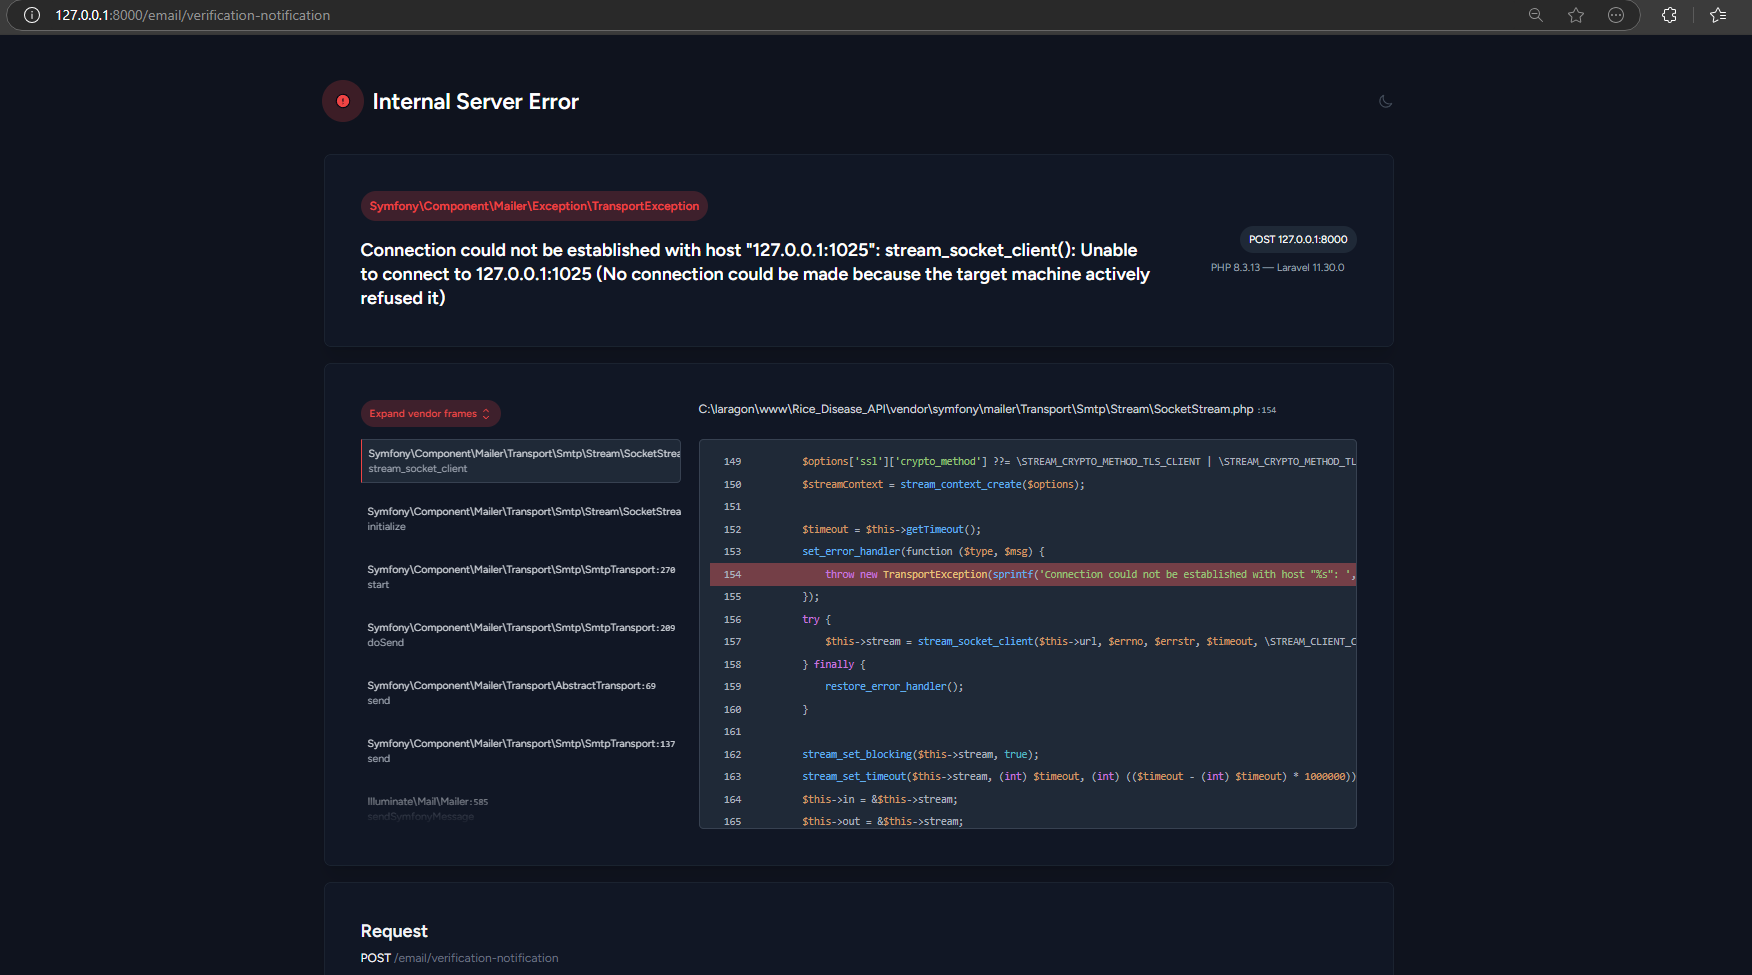 127.0.0.1:8000/email/verification-notification
Internal Server Error
Symfony\Component\Mailer\Exception\TransportException
Connection could not be established with host "127.0.0.1:1025": stream_socket_client(): Unable
to connect to 127.0.0.1:1025 (No connection could be made because the target machine actively
refused it)
POST 127.0.0.1:8000
PHP 8.3.13 — Laravel 11.30.0
Expand vendor frames
Symfony\Component\Mailer\Transport\Smtp\Stream\SocketStrea
stream_socket_client
Symfony\Component\Mailer\Transport\Smtp\Stream\SocketStrea
initialize
Symfony\Component\Mailer\Transport\Smtp\SmtpTransport:270
start
Symfony\Component\Mailer\Transport\Smtp\SmtpTransport:209
doSend
Symfony\Component\Mailer\Transport\AbstractTransport:69
send
Symfony\Component\Mailer\Transport\Smtp\SmtpTransport:137
send
Illuminate\Mail\Mailer:585
sendSymfonyMessage
C:\laragon\www\Rice_Disease_API\vendor\symfony\mailer\Transport\Smtp\Stream\SocketStream.php :154
149 $options['ssl']['crypto_method'] ??= \STREAM_CRYPTO_METHOD_TLS_CLIENT | \STREAM_CRYPTO_METHOD_TL
150 $streamContext = stream_context_create($options);
151
152 $timeout = $this->getTimeout();
153 set_error_handler(function ($type, $msg) {
154 throw new TransportException(sprintf('Connection could not be established with host "%s": ',
155 });
156 try {
157 $this->stream = stream_socket_client($this->url, $errno, $errstr, $timeout, \STREAM_CLIENT_C
158 } finally {
159 restore_error_handler();
160 }
161
162 stream_set_blocking($this->stream, true);
163 stream_set_timeout($this->stream, (int) $timeout, (int) (($timeout - (int) $timeout) * 1000000))
164 $this->in = &$this->stream;
165 $this->out = &$this->stream;
Request
POST /email/verification-notification